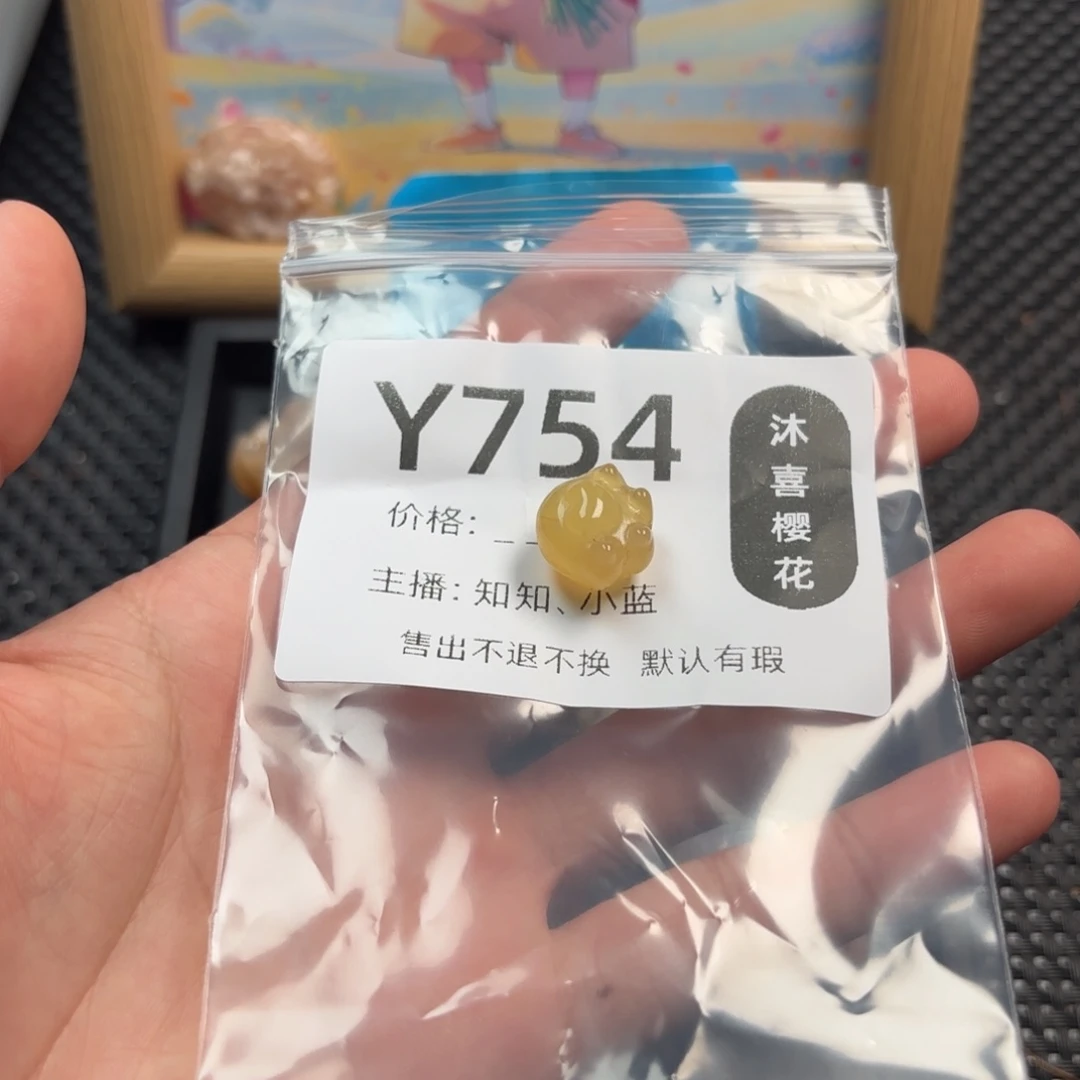 Y754
价格:
主播: 知知、小蓝
售出不退不换 默认有瑕
沐喜樱花